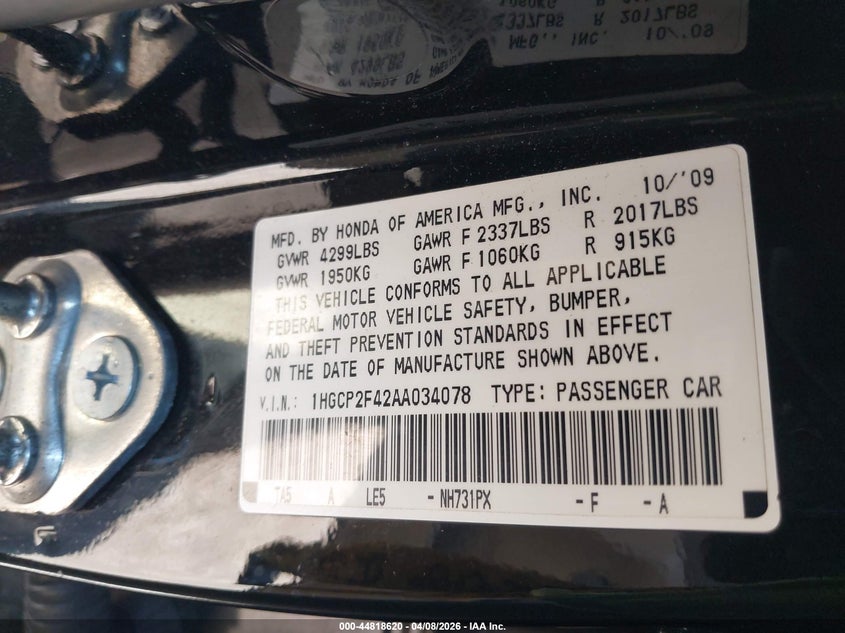 MFD. BY HONDA OF AMERICA MFG., INC. 10/'09
GVWR 4299LBS GAWR F 2337LBS R 2017LBS
GVWR 1950KG GAWR F 1060KG R 915KG
THIS VEHICLE CONFORMS TO ALL APPLICABLE
FEDERAL MOTOR VEHICLE SAFETY, BUMPER,
AND THEFT PREVENTION STANDARDS IN EFFECT
ON THE DATE OF MANUFACTURE SHOWN ABOVE.
V.I.N.: 1HGCP2F42AA034078 TYPE: PASSENGER CAR
TA5 A LE5 - NH731PX - F - A
000-44818620 - 04/08/2026 - IAA Inc.